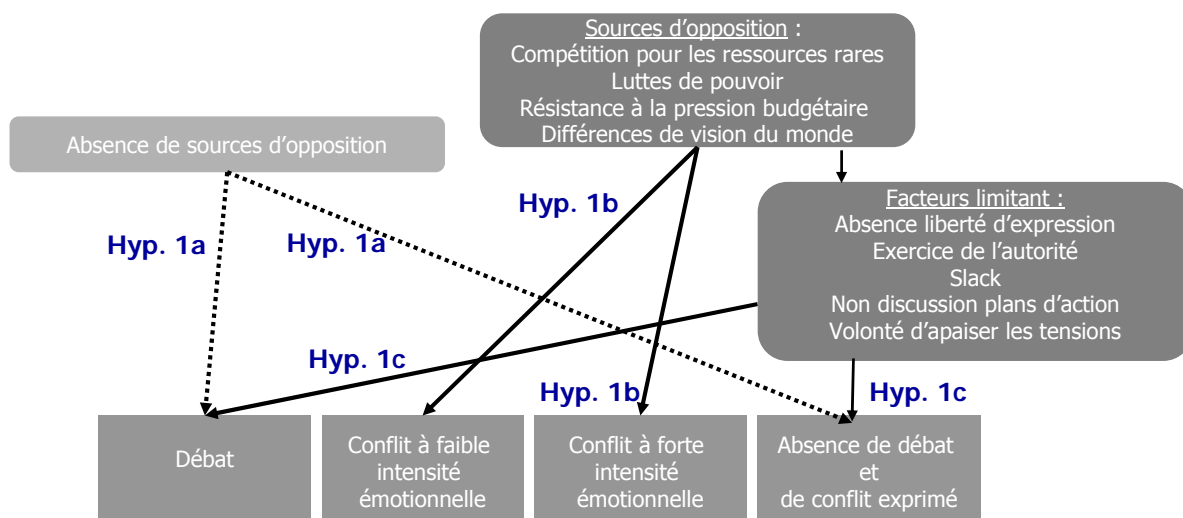 Sources d'opposition :
Compétition pour les ressources rares
Luttes de pouvoir
Résistance à la pression budgétaire
Différences de vision du monde
Absence de sources d'opposition
Facteurs limitant :
Absence liberté d'expression
Exercice de l'autorité
Slack
Non discussion plans d'action
Volonté d'apaiser les tensions
Hyp. 1b
Hyp. 1a
Hyp. 1a
Hyp. 1c
Hyp. 1b
Hyp. 1c
Débat
Conflit à faible
intensité
émotionnelle
Conflit à forte
intensité
émotionnelle
Absence de débat
et
de conflit exprimé